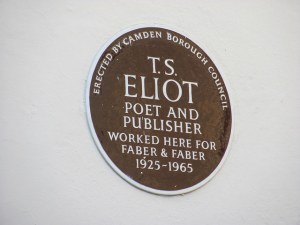 ERECTED BY CAMDEN BOROUGH COUNCIL
T.S.
ELIOT
POET AND
PUBLISHER
WORKED HERE FOR
FABER & FABER
1925-1965